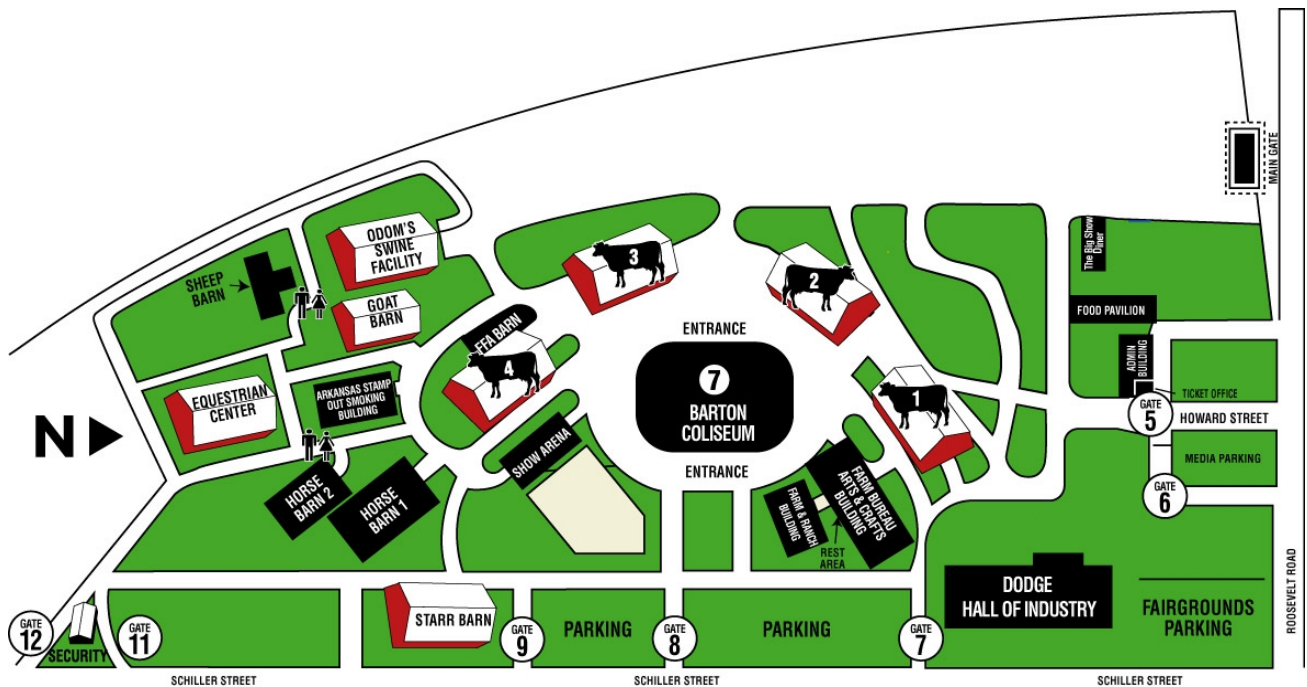 MAIN GATE
ROOSEVELT ROAD
ODOM'S
SWINE
FACILITY
SHEEP
BARN
GOAT
BARN
3
2
The Big Show
Diner
FOOD PAVILION
ADMIN
BUILDING
TICKET OFFICE
GATE
5
HOWARD STREET
MEDIA PARKING
GATE
6
FFA BARN
4
ENTRANCE
7
BARTON
COLISEUM
ENTRANCE
1
EQUESTRIAN
CENTER
ARKANSAS STAMP
OUT SMOKING
BUILDING
N
SHOW ARENA
HORSE
BARN 2
HORSE
BARN 1
FARM & RANCH
BUILDING
FARM BUREAU
ARTS & CRAFTS
BUILDING
REST
AREA
DODGE
HALL OF INDUSTRY
FAIRGROUNDS
PARKING
GATE
12
SECURITY
GATE
11
STARR BARN
GATE
9
PARKING
GATE
8
PARKING
GATE
7
SCHILLER STREET
SCHILLER STREET
SCHILLER STREET